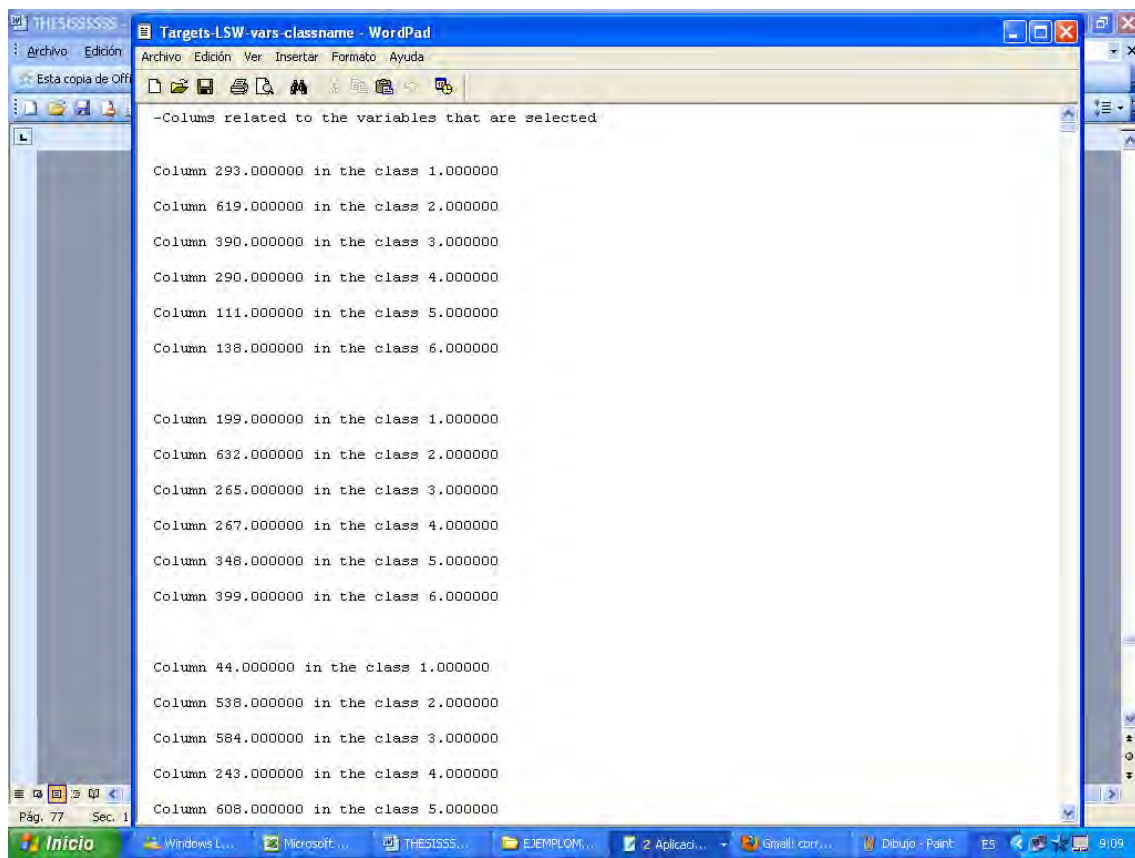 THESISSSSSS -
Targets-LSW-vars-classname - WordPad
Archivo Edición
Archivo Edición Ver Insertar Formato Ayuda
Esta copia de Offi
-Colums related to the variables that are selected
Column 293.000000 in the class 1.000000
Column 619.000000 in the class 2.000000
Column 390.000000 in the class 3.000000
Column 290.000000 in the class 4.000000
Column 111.000000 in the class 5.000000
Column 138.000000 in the class 6.000000
Column 199.000000 in the class 1.000000
Column 632.000000 in the class 2.000000
Column 265.000000 in the class 3.000000
Column 267.000000 in the class 4.000000
Column 348.000000 in the class 5.000000
Column 399.000000 in the class 6.000000
Column 44.000000 in the class 1.000000
Column 538.000000 in the class 2.000000
Column 584.000000 in the class 3.000000
Column 243.000000 in the class 4.000000
Column 608.000000 in the class 5.000000
Pág. 77 Sec. 1
Inicio Windows L... Microsoft ... THESISSS... EJEMPLOM... 2 Aplicaci... Gmail: corr... Dibujo - Paint ES 9:09